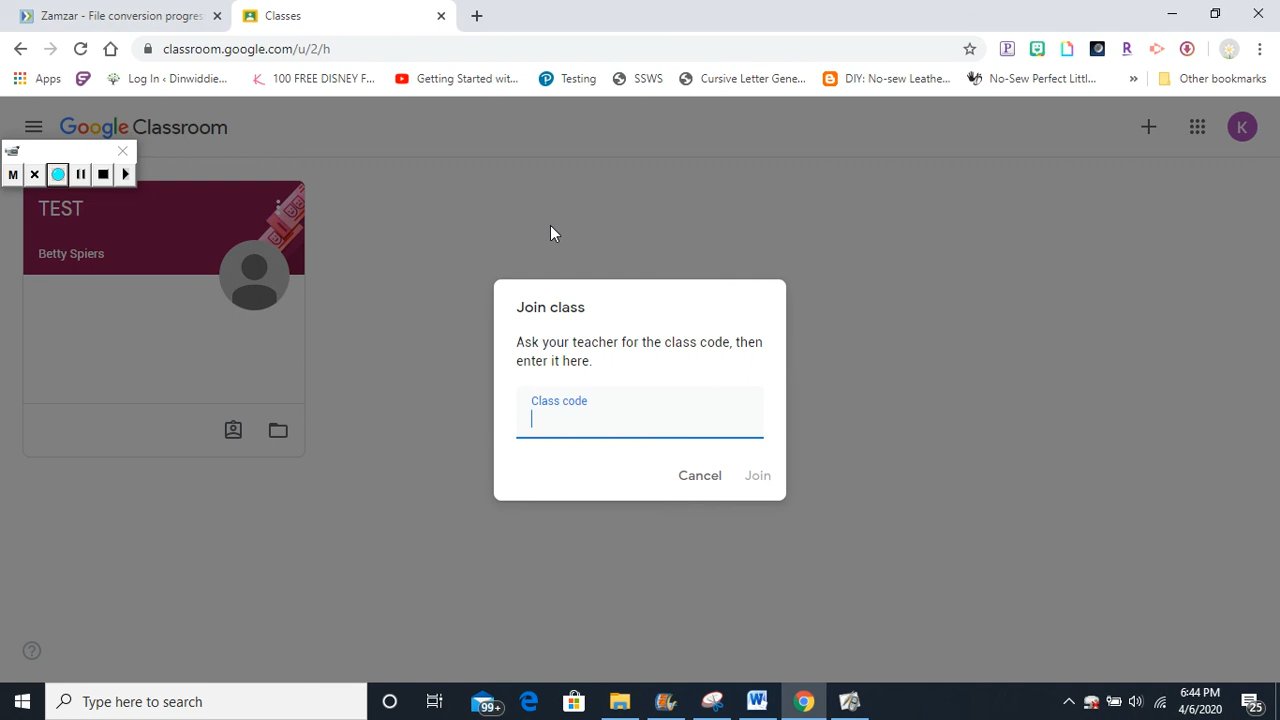 Zamzar - File conversion progres
Classes
classroom.google.com/u/2/h
Apps
Log In ‹ Dinwiddie...
100 FREE DISNEY F...
Getting Started wit...
Testing
SSWS
Cursive Letter Gene...
DIY: No-sew Leathe...
No-Sew Perfect Littl...
»
Other bookmarks
Google Classroom
K
M
TEST
Betty Spiers
Join class
Ask your teacher for the class code, then
enter it here.
Class code
Cancel
Join
Type here to search
99+
6:44 PM
4/6/2020
25